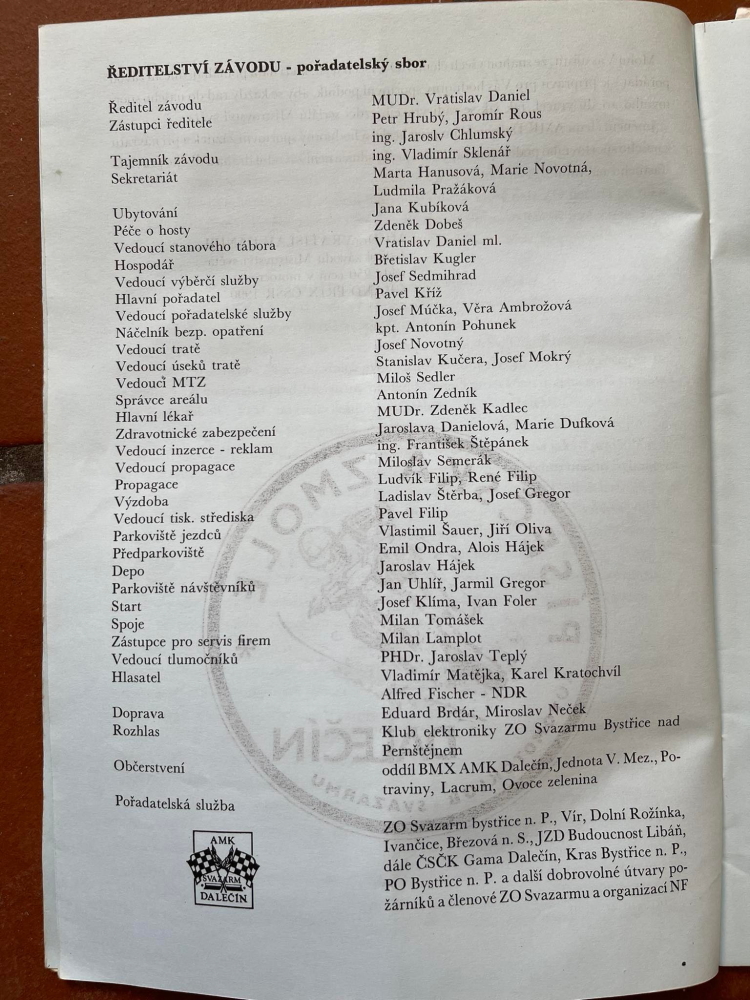 ŘEDITELSTVÍ ZÁVODU - pořadatelský sbor
Ředitel závodu MUDr. Vratislav Daniel
Zástupci ředitele Petr Hrubý, Jaromír Rous
ing. Jaroslv Chlumský
Tajemník závodu ing. Vladimír Sklenář
Sekretariát Marta Hanusová, Marie Novotná,
Ludmila Pražáková
Ubytování Jana Kubíková
Péče o hosty Zdeněk Dobeš
Vedoucí stanového tábora Vratislav Daniel ml.
Hospodář Břetislav Kugler
Vedoucí výběrčí služby Josef Sedmihrad
Hlavní pořadatel Pavel Kříž
Vedoucí pořadatelské služby Josef Múčka, Věra Ambrožová
Náčelník bezp. opatření kpt. Antonín Pohunek
Vedoucí tratě Josef Novotný
Vedoucí úseků tratě Stanislav Kučera, Josef Mokrý
Vedoucí MTZ Miloš Sedler
Správce areálu Antonín Zedník
Hlavní lékař MUDr. Zdeněk Kadlec
Zdravotnické zabezpečení Jaroslava Danielová, Marie Dufková
Vedoucí inzerce - reklam ing. František Štěpánek
Vedoucí propagace Miloslav Semerák
Propagace Ludvík Filip, René Filip
Výzdoba Ladislav Štěrba, Josef Gregor
Vedoucí tisk. střediska Pavel Filip
Parkoviště jezdců Vlastimil Šauer, Jiří Oliva
Předparkoviště Emil Ondra, Alois Hájek
Depo Jaroslav Hájek
Parkoviště návštěvníků Jan Uhlíř, Jarmil Gregor
Start Josef Klíma, Ivan Foler
Spoje Milan Tomášek
Zástupce pro servis firem Milan Lamplot
Vedoucí tlumočníků PHDr. Jaroslav Teplý
Hlasatel Vladimír Matějka, Karel Kratochvíl
Alfred Fischer - NDR
Doprava Eduard Brdár, Miroslav Neček
Rozhlas Klub elektroniky ZO Svazarmu Bystřice nad
Pernštějnem
Občerstvení oddíl BMX AMK Dalečín, Jednota V. Mez., Po-
traviny, Lacrum, Ovoce zelenina
Pořadatelská služba ZO Svazarm bystřice n. P., Vír, Dolní Rožínka,
Ivančice, Březová n. S., JZD Budoucnost Libáň,
dále ČSČK Gama Dalečín, Kras Bystřice n. P.,
PO Bystřice n. P. a další dobrovolné útvary po-
žárníků a členové ZO Svazarmu a organizací NF
AMK
SVAZARM
DALEČÍN